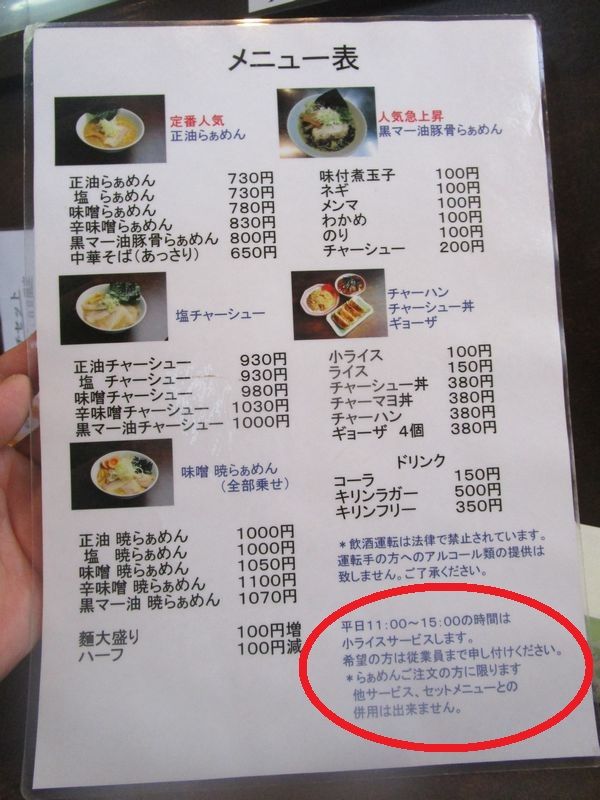 メニュー表
定番人気
正油らぁめん
人気急上昇
黒マー油豚骨らぁめん
正油らぁめん 730円
塩 らぁめん 730円
味噌らぁめん 780円
辛味噌らぁめん 830円
黒マー油豚骨らぁめん 800円
中華そば(あっさり) 650円
味付煮玉子 100円
ネギ 100円
メンマ 100円
わかめ 100円
のり 100円
チャーシュー 200円
塩チャーシュー
チャーハン
チャーシュー丼
ギョーザ
正油チャーシュー 930円
塩 チャーシュー 930円
味噌チャーシュー 980円
辛味噌チャーシュー 1030円
黒マー油チャーシュー 1000円
小ライス 100円
ライス 150円
チャーシュー丼 380円
チャーマヨ丼 380円
チャーハン 380円
ギョーザ 4個 380円
味噌 暁らぁめん
(全部乗せ)
ドリンク
コーラ 150円
キリンラガー 500円
キリンフリー 350円
正油 暁らぁめん 1000円
塩 暁らぁめん 1000円
味噌 暁らぁめん 1050円
辛味噌 暁らぁめん 1100円
黒マー油 暁らぁめん 1070円
麺大盛り 100円増
ハーフ 100円減
*飲酒運転は法律で禁止されています。
運転手の方へのアルコール類の提供は
致しません。ご了承ください。
平日11:00~15:00の時間は
小ライスサービスします。
希望の方は従業員まで申し付けください。
*らぁめんご注文の方に限ります
他サービス、セットメニューとの
併用は出来ません。